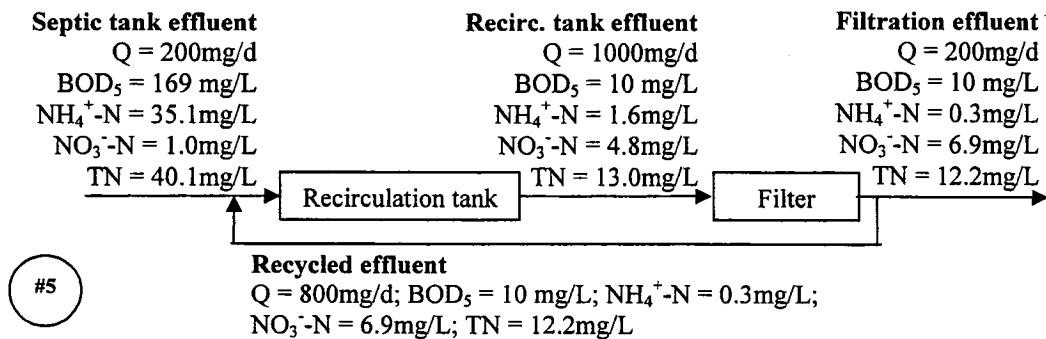 Septic tank effluent
Q = 200mg/d
BOD₅ = 169 mg/L
NH₄⁺-N = 35.1mg/L
NO₃⁻-N = 1.0mg/L
TN = 40.1mg/L
Recirc. tank effluent
Q = 1000mg/d
BOD₅ = 10 mg/L
NH₄⁺-N = 1.6mg/L
NO₃⁻-N = 4.8mg/L
TN = 13.0mg/L
Filtration effluent
Q = 200mg/d
BOD₅ = 10 mg/L
NH₄⁺-N = 0.3mg/L
NO₃⁻-N = 6.9mg/L
TN = 12.2mg/L
Recirculation tank
Filter
Recycled effluent
Q = 800mg/d; BOD₅ = 10 mg/L; NH₄⁺-N = 0.3mg/L;
NO₃⁻-N = 6.9mg/L; TN = 12.2mg/L
#5